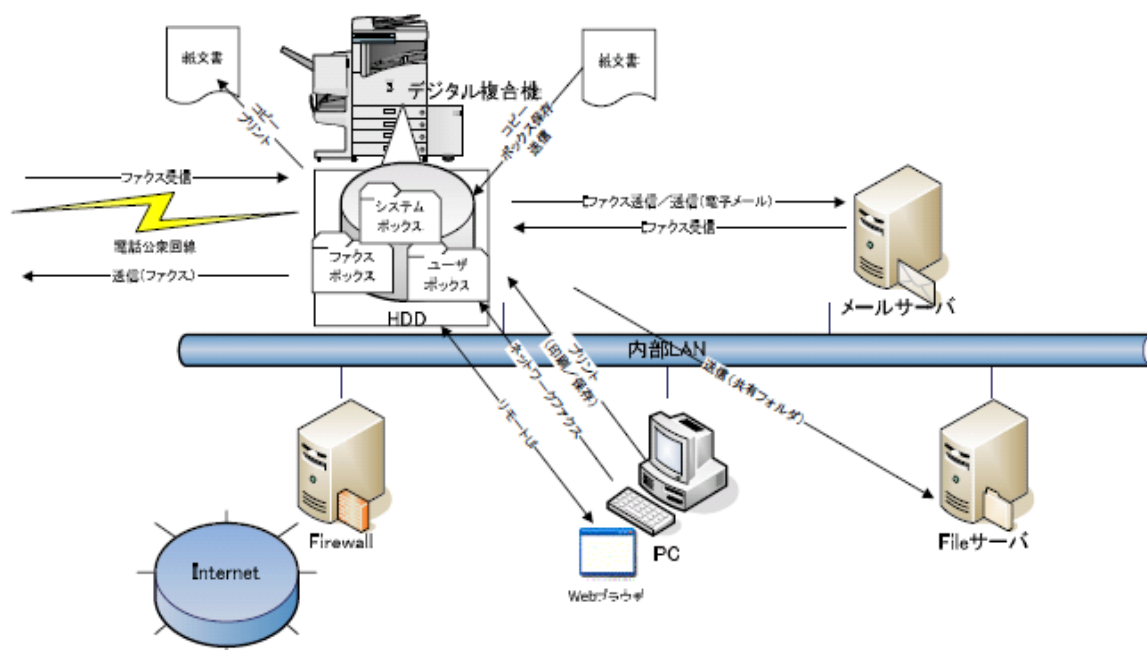 紙文書
紙文書
3
デジタル複合機
コピー
プリント
コピー
ボックス保存
送信
ファクス受信
電話公衆回線
送信(ファクス)
システム
ボックス
ファクス
ボックス
ユーザ
ボックス
HDD
Iファクス送信/送信(電子メール)
Iファクス受信
メールサーバ
内部LAN
プリント
(印刷/保存)
ネットワークファクス
リモートUI
送信(共有フォルダ)
Firewall
Internet
PC
Webブラウザ
Fileサーバ